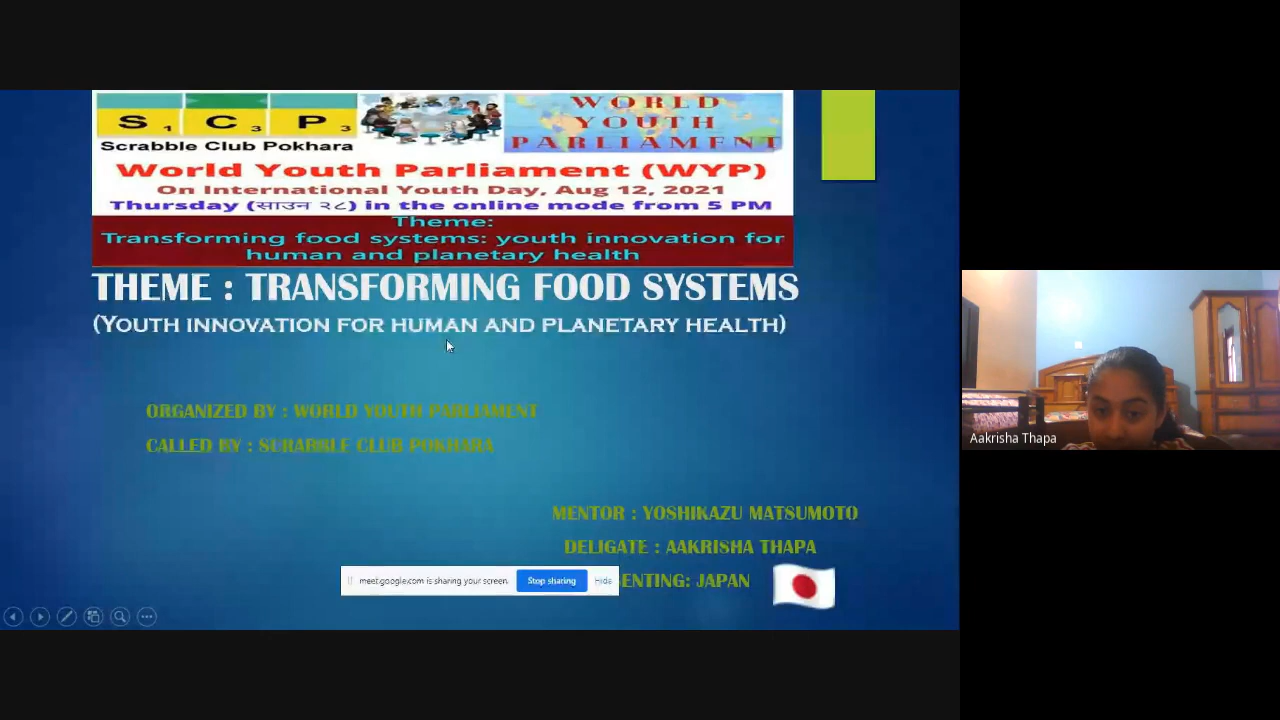 S1 C3 P3
Scrabble Club Pokhara
WORLD
YOUTH
PARLIAMENT
World Youth Parliament (WYP)
On International Youth Day, Aug 12, 2021
Thursday (साउन २८) in the online mode from 5 PM
Theme:
Transforming food systems: youth innovation for
human and planetary health
THEME : TRANSFORMING FOOD SYSTEMS
(YOUTH INNOVATION FOR HUMAN AND PLANETARY HEALTH)
ORGANIZED BY : WORLD YOUTH PARLIAMENT
CALLED BY : SCRABBLE CLUB POKHARA
MENTOR : YOSHIKAZU MATSUMOTO
DELIGATE : AAKRISHA THAPA
ENTING: JAPAN
meet.google.com is sharing your screen. Stop sharing Hide
Aakrisha Thapa